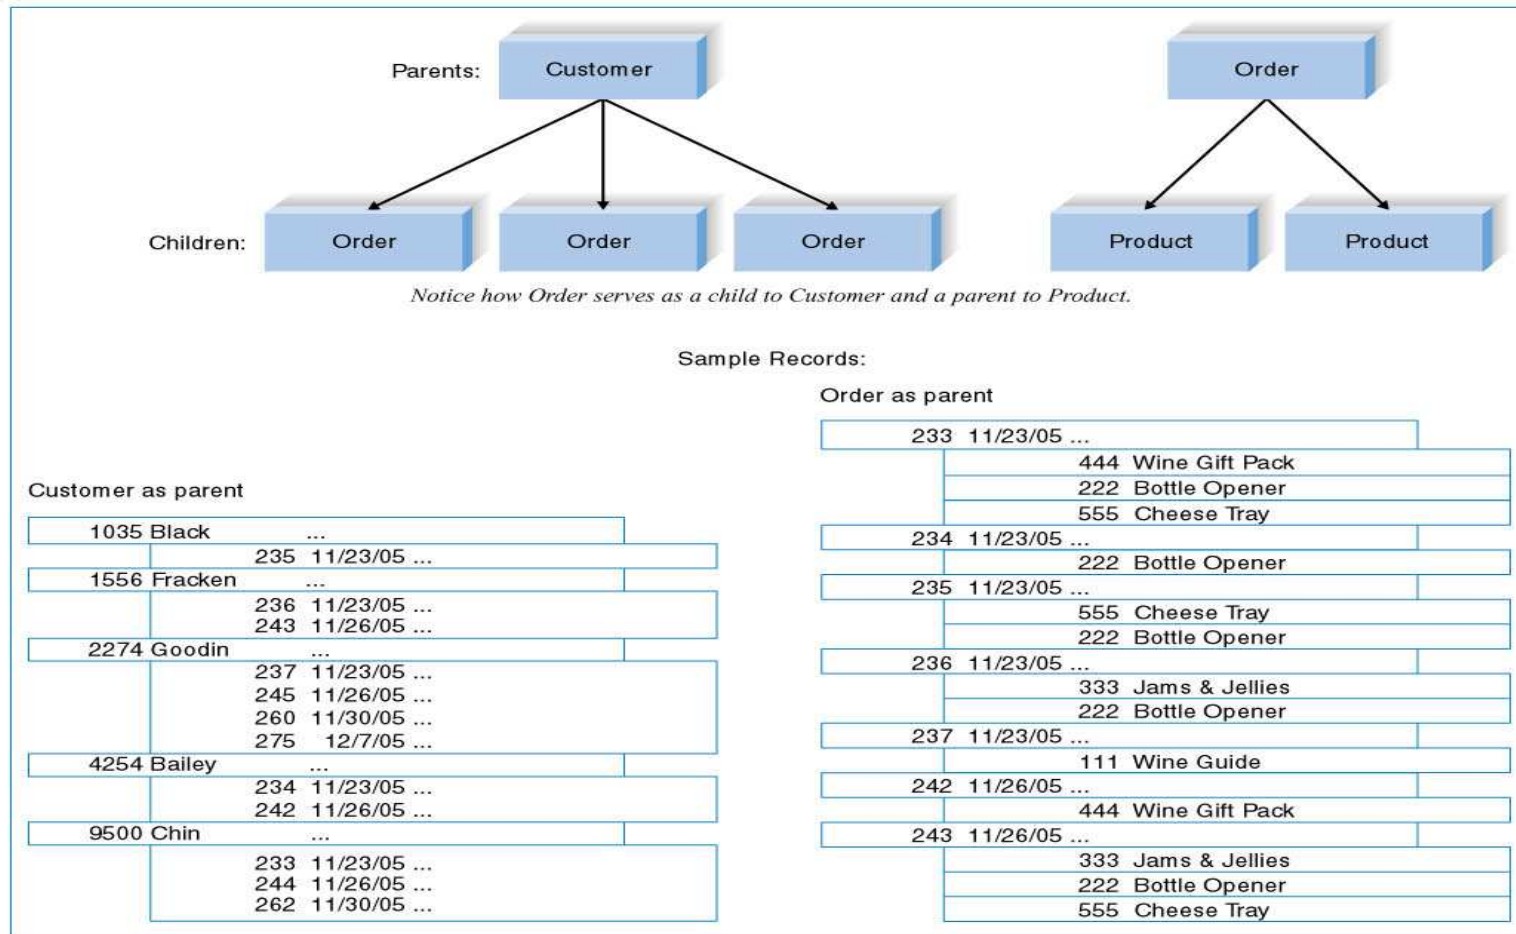 Parents: Customer Order
Children: Order Order Order Product Product
Notice how Order serves as a child to Customer and a parent to Product.
Sample Records:
Customer as parent
1035 Black ...
235 11/23/05 ...
1556 Fracken ...
236 11/23/05 ...
243 11/26/05 ...
2274 Goodin ...
237 11/23/05 ...
245 11/26/05 ...
260 11/30/05 ...
275 12/7/05 ...
4254 Bailey ...
234 11/23/05 ...
242 11/26/05 ...
9500 Chin ...
233 11/23/05 ...
244 11/26/05 ...
262 11/30/05 ...
Order as parent
233 11/23/05 ...
444 Wine Gift Pack
222 Bottle Opener
555 Cheese Tray
234 11/23/05 ...
222 Bottle Opener
235 11/23/05 ...
555 Cheese Tray
222 Bottle Opener
236 11/23/05 ...
333 Jams & Jellies
222 Bottle Opener
237 11/23/05 ...
111 Wine Guide
242 11/26/05 ...
444 Wine Gift Pack
243 11/26/05 ...
333 Jams & Jellies
222 Bottle Opener
555 Cheese Tray